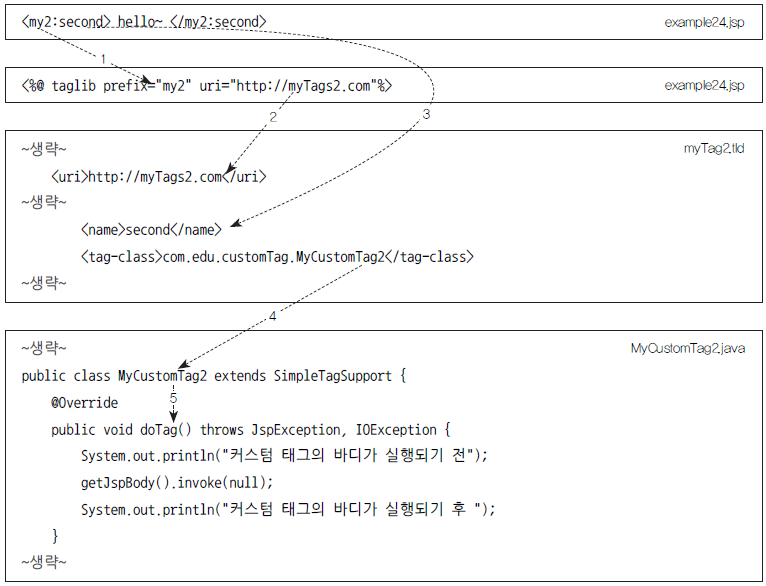 <my2:second> hello~ </my2:second> example24.jsp
1
<%@ taglib prefix="my2" uri="http://myTags2.com"%> example24.jsp
2
3
~생략~ myTag2.tld
<uri>http://myTags2.com</uri>
~생략~
<name>second</name>
<tag-class>com.edu.customTag.MyCustomTag2</tag-class>
~생략~
4
~생략~ MyCustomTag2.java
public class MyCustomTag2 extends SimpleTagSupport {
5
@Override
public void doTag() throws JspException, IOException {
System.out.println("커스텀 태그의 바디가 실행되기 전");
getJspBody().invoke(null);
System.out.println("커스텀 태그의 바디가 실행되기 후 ");
}
~생략~